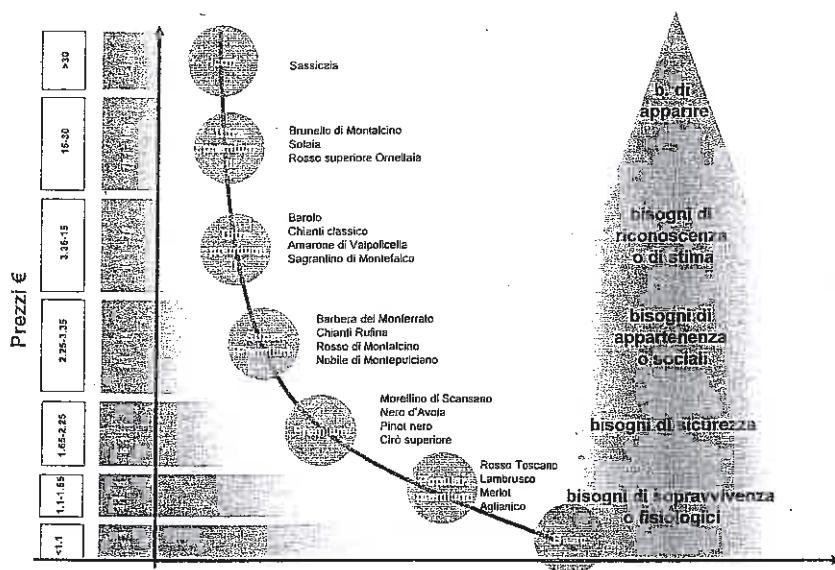 Prezzi €
>30
15-30
3.35-15
2.25-3.35
1.65-2.25
1.1-1.65
<1.1
Sassicaia
Brunello di Montalcino
Solaia
Rosso superiore Ornellaia
Barolo
Chianti classico
Amarone di Valpolicella
Sagrantino di Montefalco
Barbera del Monferrato
Chianti Rufina
Rosso di Montalcino
Nobile di Montepulciano
Morellino di Scansano
Nero d'Avola
Pinot nero
Cirò superiore
Popular
premium
Rosso Toscano
Lambrusco
Merlot
Aglianico
b. di
apparire
bisogni di
riconoscenza
o di stima
bisogni di
appartenenza
o sociali
bisogni di sicurezza
bisogni di sopravvivenza
o fisiologici